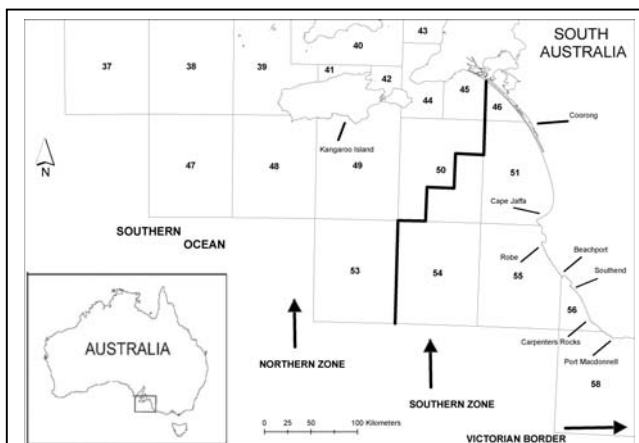 43
SOUTH
AUSTRALIA
40
37
38
39
41
42
45
44
46
Coorong
Kangaroo Island
N
47
48
49
50
51
Cape Jaffa
SOUTHERN
OCEAN
Beachport
Robe
Southend
53
54
55
56
AUSTRALIA
Carpenters Rocks
NORTHERN ZONE
Port Macdonnell
58
SOUTHERN ZONE
0 25 50 100 Kilometers
VICTORIAN BORDER